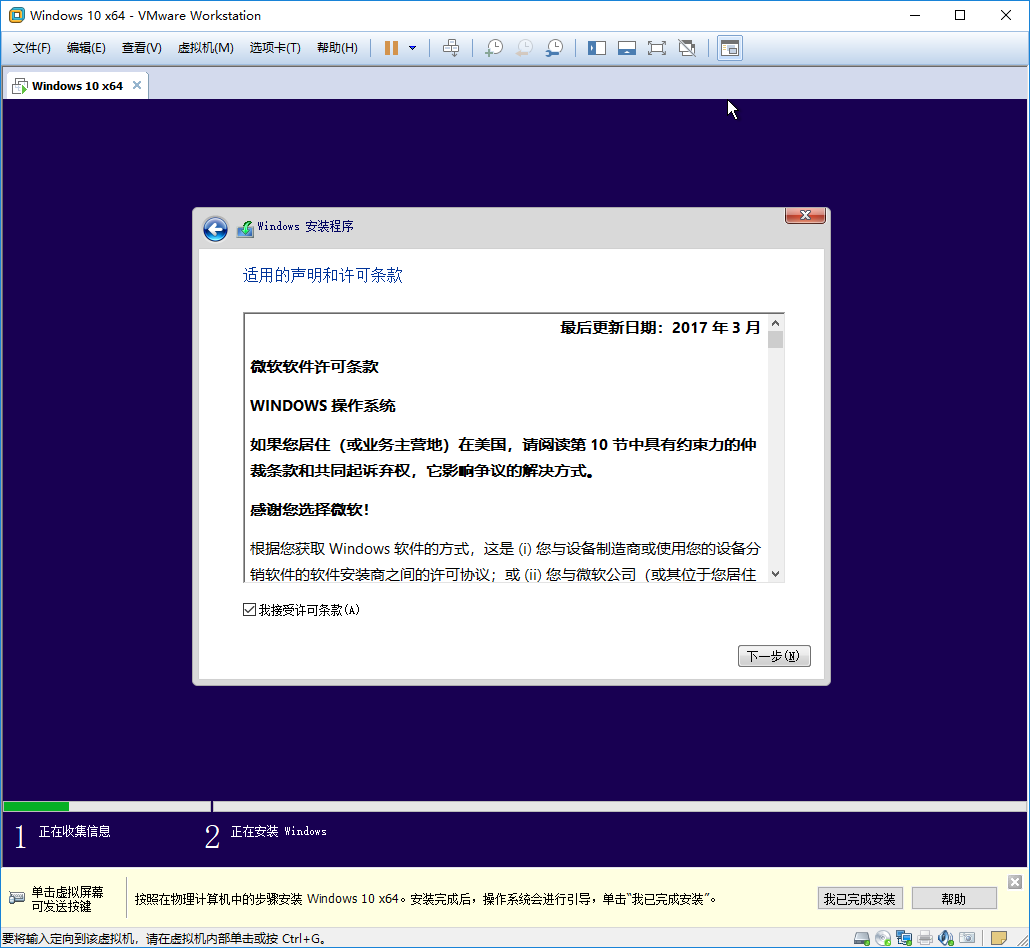 Windows 10 x64 - VMware Workstation
文件(F) 编辑(E) 查看(V) 虚拟机(M) 选项卡(T) 帮助(H)
Windows 10 x64
Windows 安装程序
适用的声明和许可条款
最后更新日期：2017 年 3 月
微软软件许可条款
WINDOWS 操作系统
如果您居住（或业务主营地）在美国，请阅读第 10 节中具有约束力的仲
裁条款和共同起诉弃权，它影响争议的解决方式。
感谢您选择微软！
根据您获取 Windows 软件的方式，这是 (i) 您与设备制造商或使用您的设备分
销软件的软件安装商之间的许可协议；或 (ii) 您与微软公司（或其位于您居住
我接受许可条款(A)
下一步(N)
1 正在收集信息 2 正在安装 Windows
单击虚拟屏幕
可发送按键
按照在物理计算机中的步骤安装 Windows 10 x64。安装完成后，操作系统会进行引导，单击“我已完成安装”。
我已完成安装 帮助
要将输入定向到该虚拟机，请在虚拟机内部单击或按 Ctrl+G。